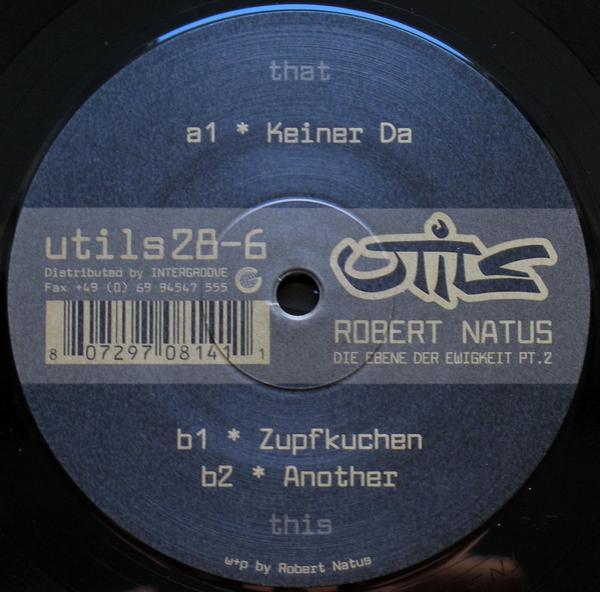 that
a1 * Keiner Da
utils28-6
Distributed by INTERGROOVE
Fax +49 (0) 69 94547 555
8 07297 08141 1
UTILS
ROBERT NATUS
DIE EBENE DER EWIGKEIT PT.2
b1 * Zupfkuchen
b2 * Another
this
w+p by Robert Natus